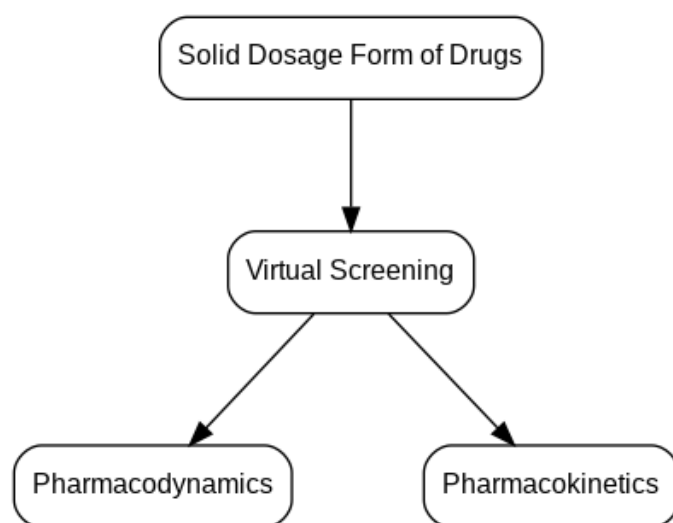 Solid Dosage Form of Drugs
Virtual Screening
Pharmacodynamics
Pharmacokinetics